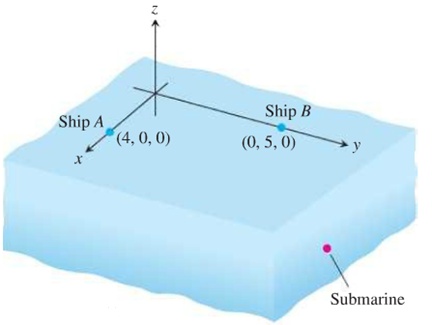 z
Ship B
Ship A
(4, 0, 0)
(0, 5, 0)
y
x
Submarine